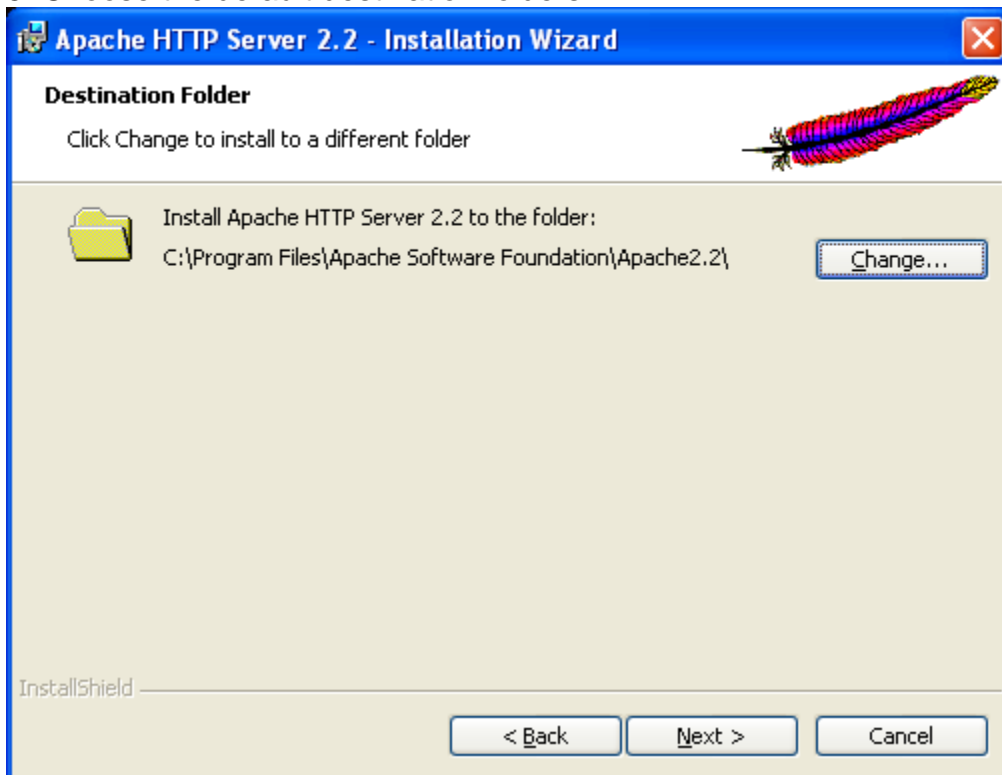 Apache HTTP Server 2.2 - Installation Wizard
Destination Folder
Click Change to install to a different folder
Install Apache HTTP Server 2.2 to the folder:
C:\Program Files\Apache Software Foundation\Apache2.2\
Change...
InstallShield
< Back
Next >
Cancel